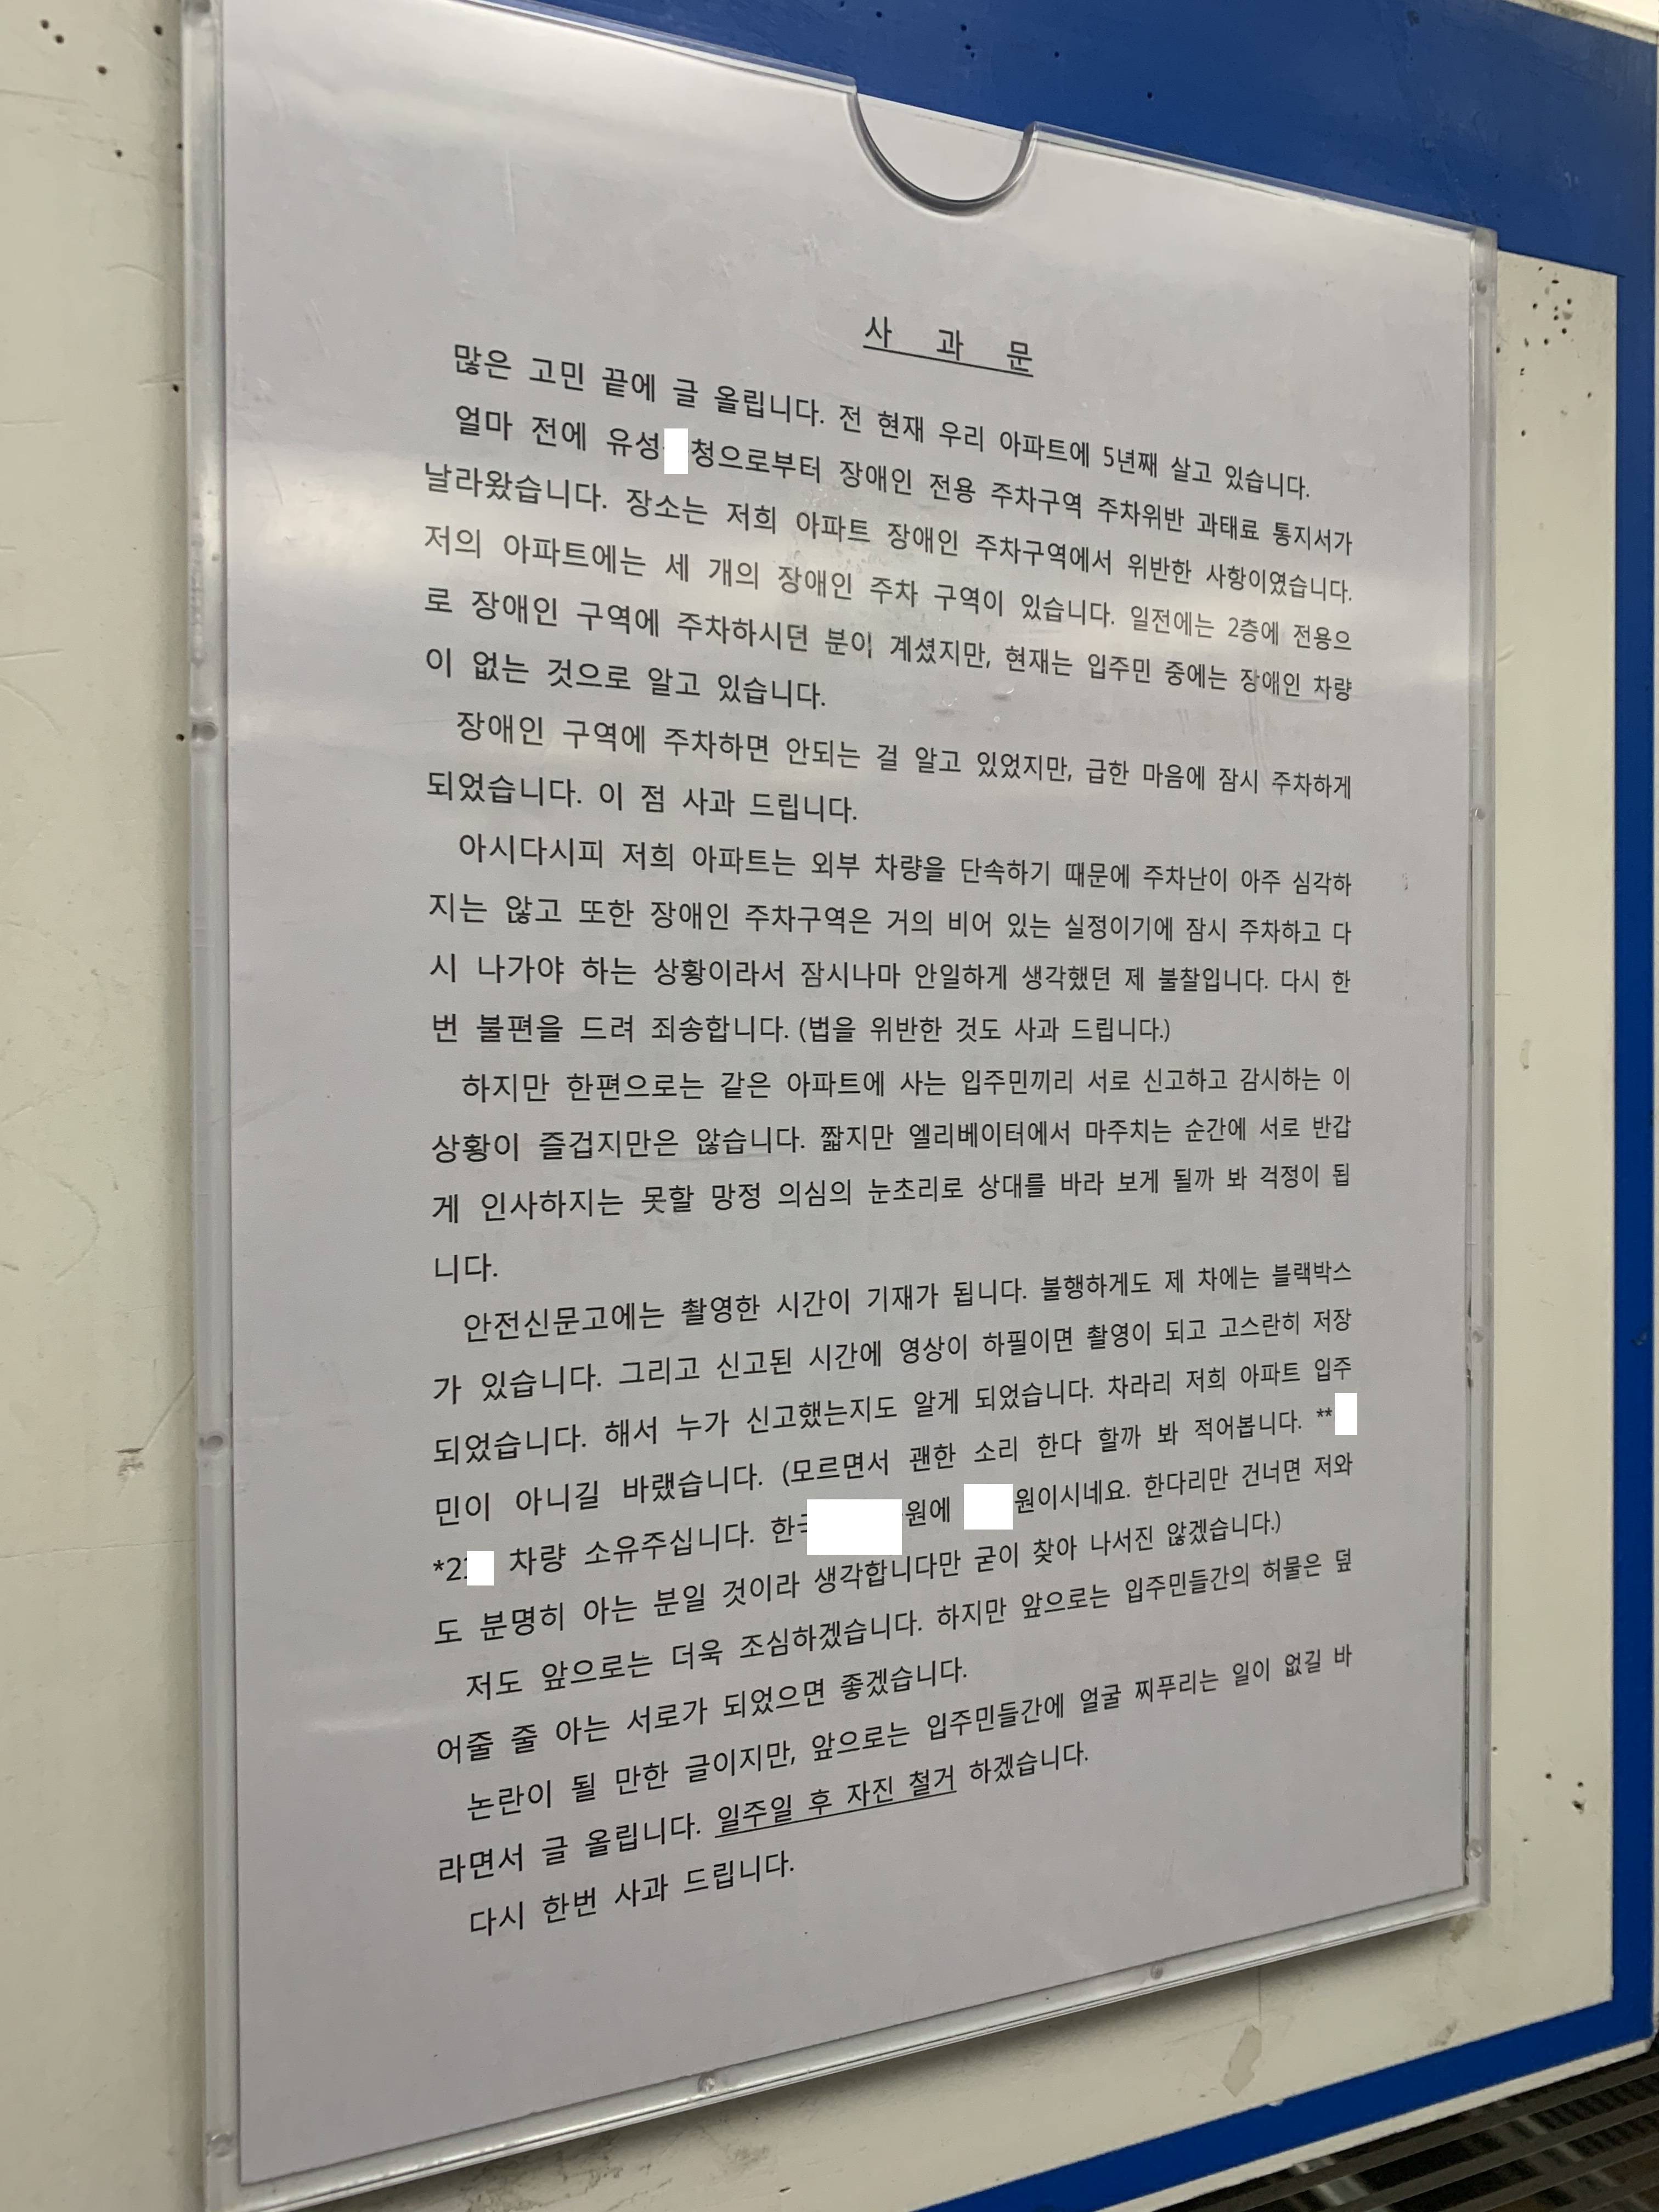 사 과 문
많은 고민 끝에 글 올립니다. 전 현재 우리 아파트에 5년째 살고 있습니다.
얼마 전에 유성 청으로부터 장애인 전용 주차구역 주차위반 과태료 통지서가
날라왔습니다. 장소는 저희 아파트 장애인 주차구역에서 위반한 사항이였습니다.
저의 아파트에는 세 개의 장애인 주차 구역이 있습니다. 일전에는 2층에 전용으
로 장애인 구역에 주차하시던 분이 계셨지만, 현재는 입주민 중에는 장애인 차량
이 없는 것으로 알고 있습니다.
장애인 구역에 주차하면 안되는 걸 알고 있었지만, 급한 마음에 잠시 주차하게
되었습니다. 이 점 사과 드립니다.
아시다시피 저희 아파트는 외부 차량을 단속하기 때문에 주차난이 아주 심각하
지는 않고 또한 장애인 주차구역은 거의 비어 있는 실정이기에 잠시 주차하고 다
시 나가야 하는 상황이라서 잠시나마 안일하게 생각했던 제 불찰입니다. 다시 한
번 불편을 드려 죄송합니다. (법을 위반한 것도 사과 드립니다.)
하지만 한편으로는 같은 아파트에 사는 입주민끼리 서로 신고하고 감시하는 이
상황이 즐겁지만은 않습니다. 짧지만 엘리베이터에서 마주치는 순간에 서로 반갑
게 인사하지는 못할 망정 의심의 눈초리로 상대를 바라 보게 될까 봐 걱정이 됩
니다.
안전신문고에는 촬영한 시간이 기재가 됩니다. 불행하게도 제 차에는 블랙박스
가 있습니다. 그리고 신고된 시간에 영상이 하필이면 촬영이 되고 고스란히 저장
되었습니다. 해서 누가 신고했는지도 알게 되었습니다. 차라리 저희 아파트 입주
민이 아니길 바랬습니다. (모르면서 괜한 소리 한다 할까 봐 적어봅니다. **
*2 차량 소유주십니다. 한 원에 원이시네요. 한다리만 건너면 저와
도 분명히 아는 분일 것이라 생각합니다만 굳이 찾아 나서진 않겠습니다.)
저도 앞으로는 더욱 조심하겠습니다. 하지만 앞으로는 입주민들간의 허물은 덮
어줄 줄 아는 서로가 되었으면 좋겠습니다.
논란이 될 만한 글이지만, 앞으로는 입주민들간에 얼굴 찌푸리는 일이 없길 바
라면서 글 올립니다. 일주일 후 자진 철거 하겠습니다.
다시 한번 사과 드립니다.